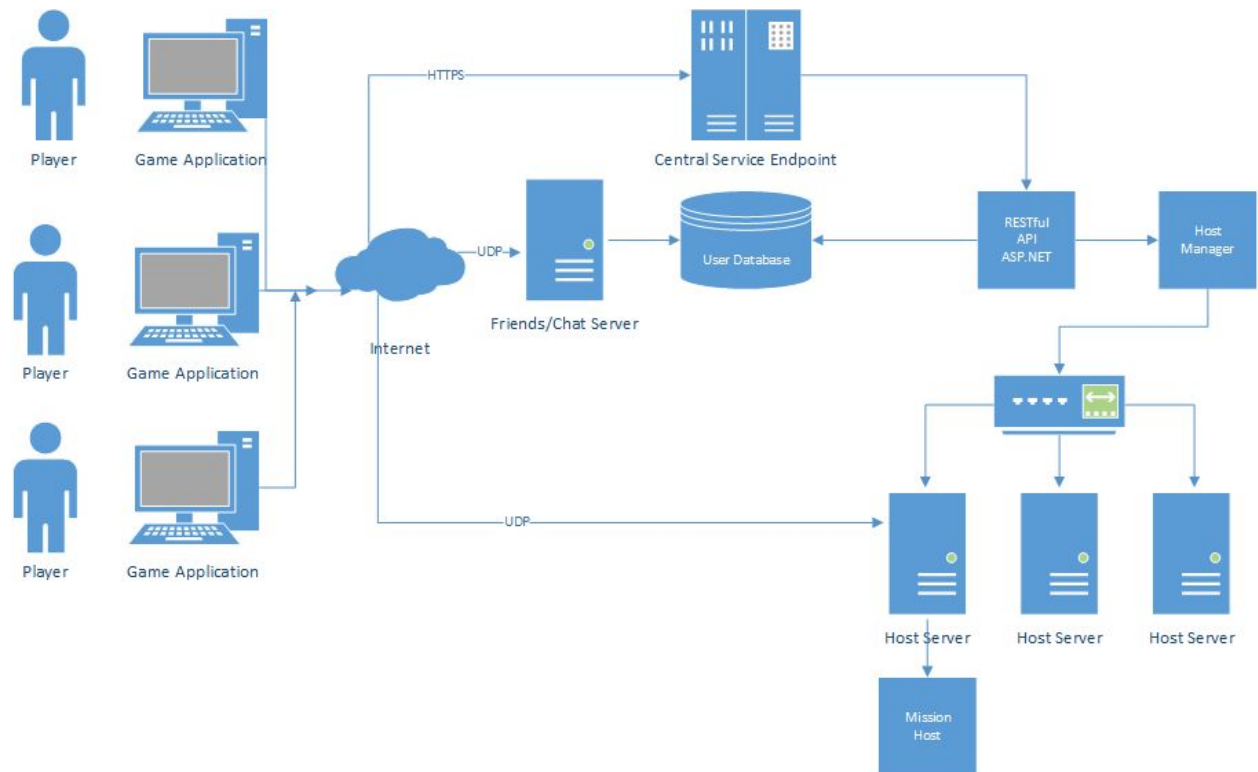 HTTPS
Player
Game Application
Central Service Endpoint
RESTful
API
ASP.NET
Host
Manager
UDP
User Database
Friends/Chat Server
Internet
Player
Game Application
UDP
Player
Game Application
Host Server
Host Server
Host Server
Mission
Host